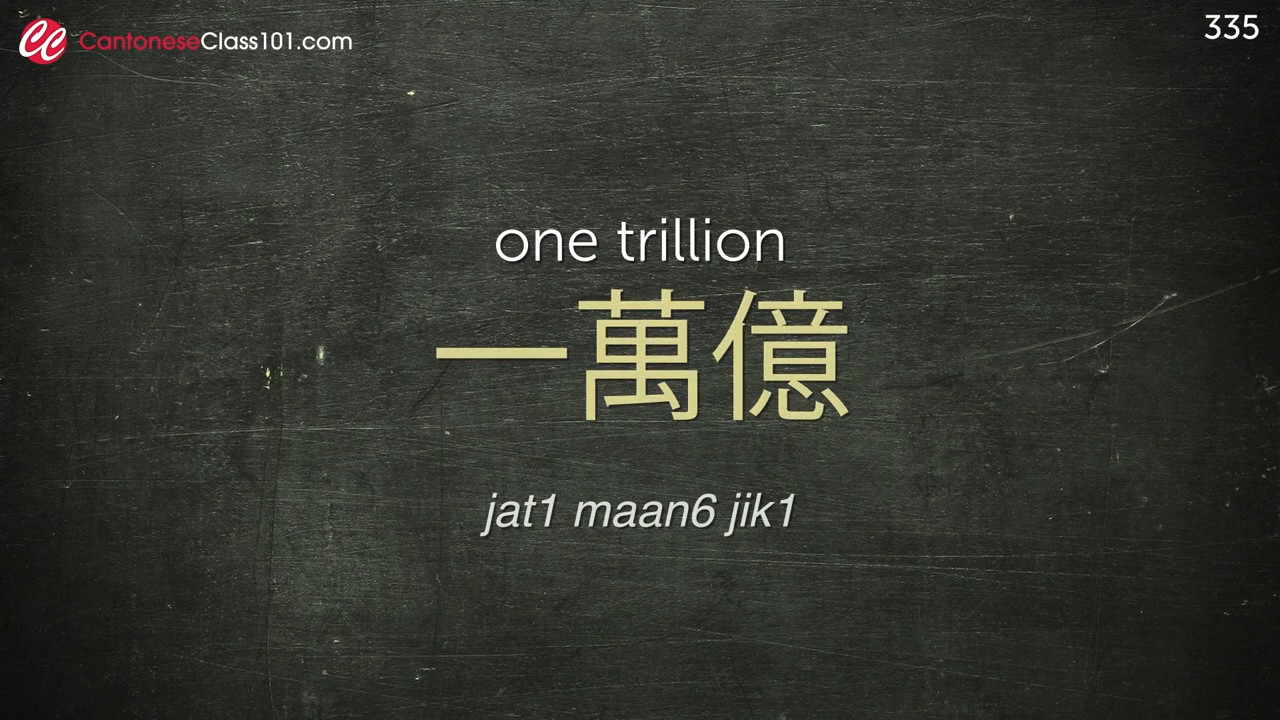 CantoneseClass101.com
335
one trillion
一萬億
jat1 maan6 jik1